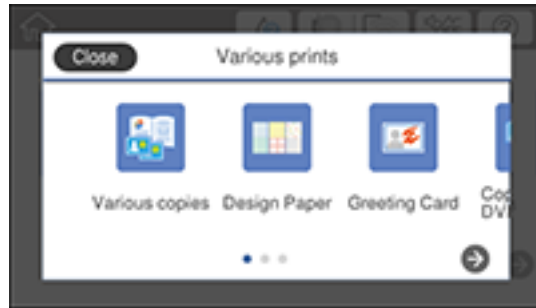 Close
Various prints
Various copies
Design Paper
Greeting Card